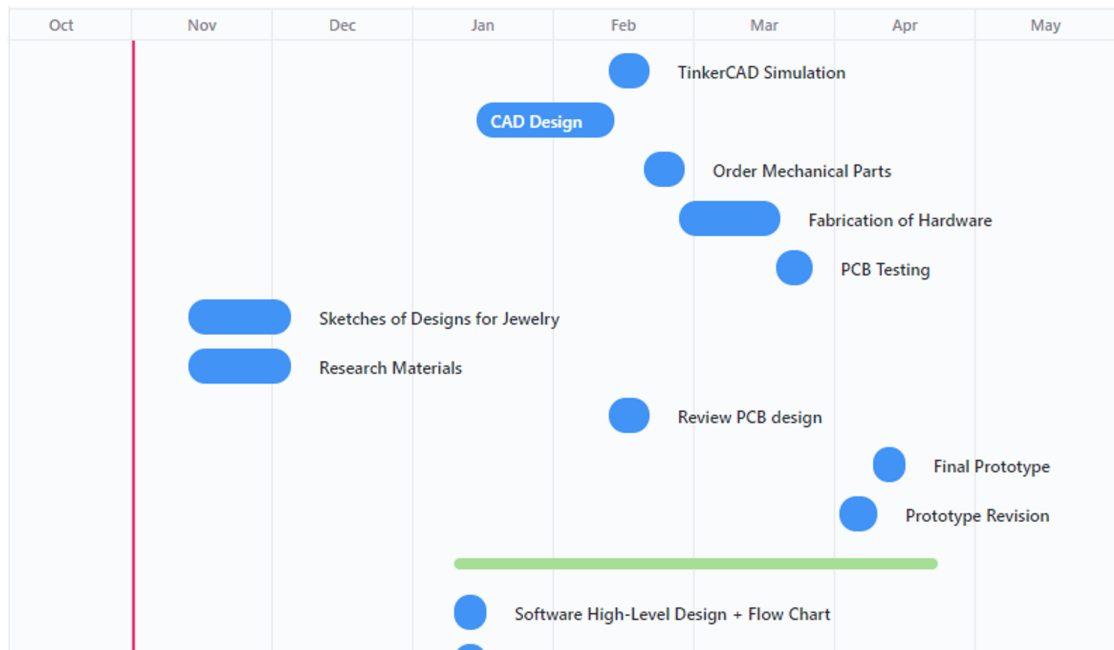 Oct Nov Dec Jan Feb Mar Apr May
TinkerCAD Simulation
CAD Design
Order Mechanical Parts
Fabrication of Hardware
PCB Testing
Sketches of Designs for Jewelry
Research Materials
Review PCB design
Final Prototype
Prototype Revision
Software High-Level Design + Flow Chart